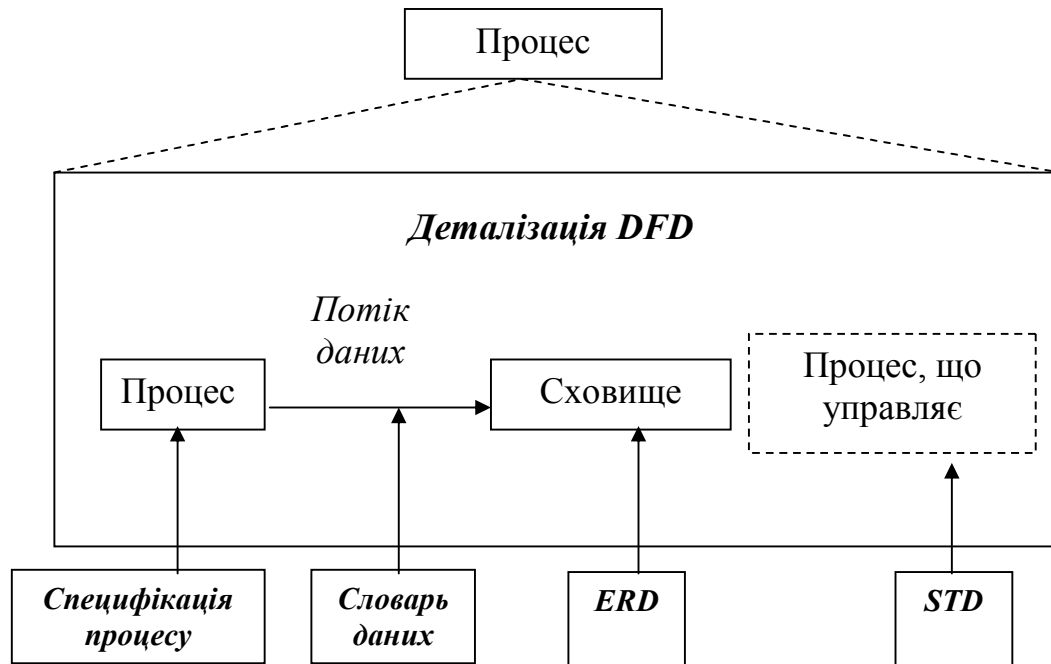 Процес
Деталізація DFD
Потік
даних
Процес
Сховище
Процес, що
управляє
Специфікація
процесу
Словарь
даних
ERD
STD